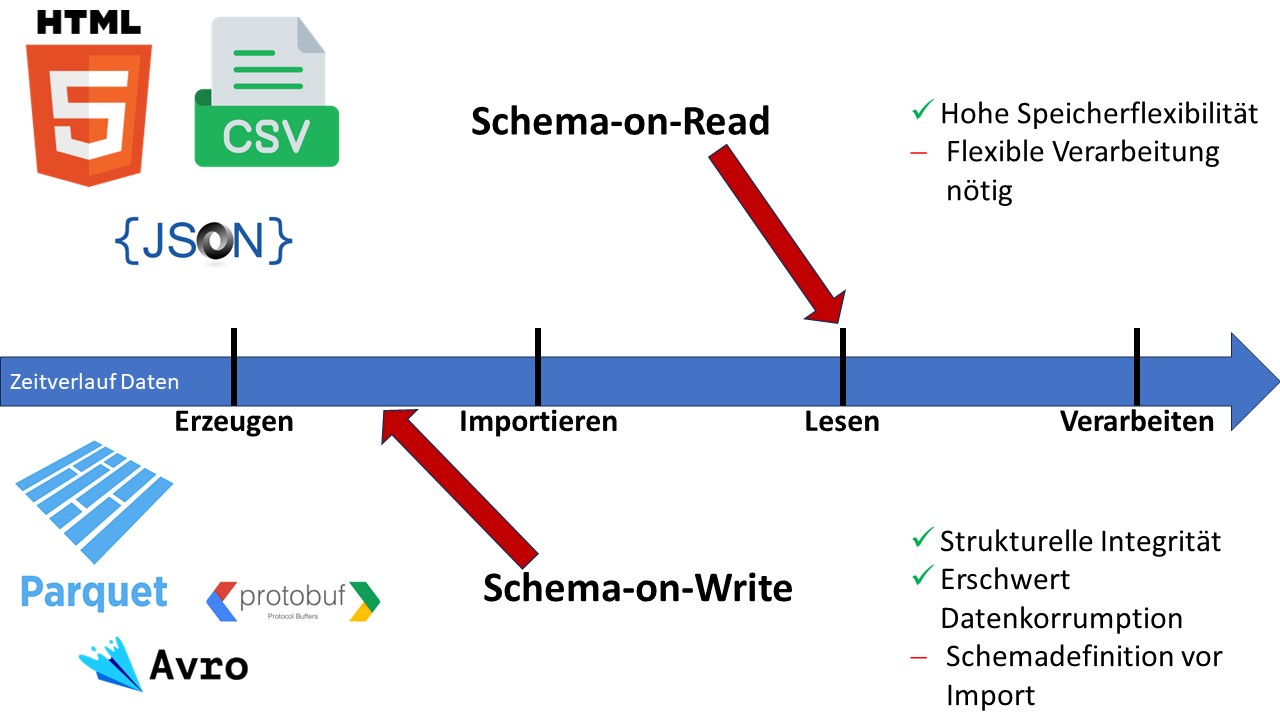 HTML
5
CSV
{JSON}
Schema-on-Read
✓ Hohe Speicherflexibilität
– Flexible Verarbeitung
nötig
Zeitverlauf Daten
Erzeugen
Importieren
Lesen
Verarbeiten
Parquet
protobuf
Protocol Buffers
Avro
Schema-on-Write
✓ Strukturelle Integrität
✓ Erschwert
Datenkorrumption
– Schemadefinition vor
Import